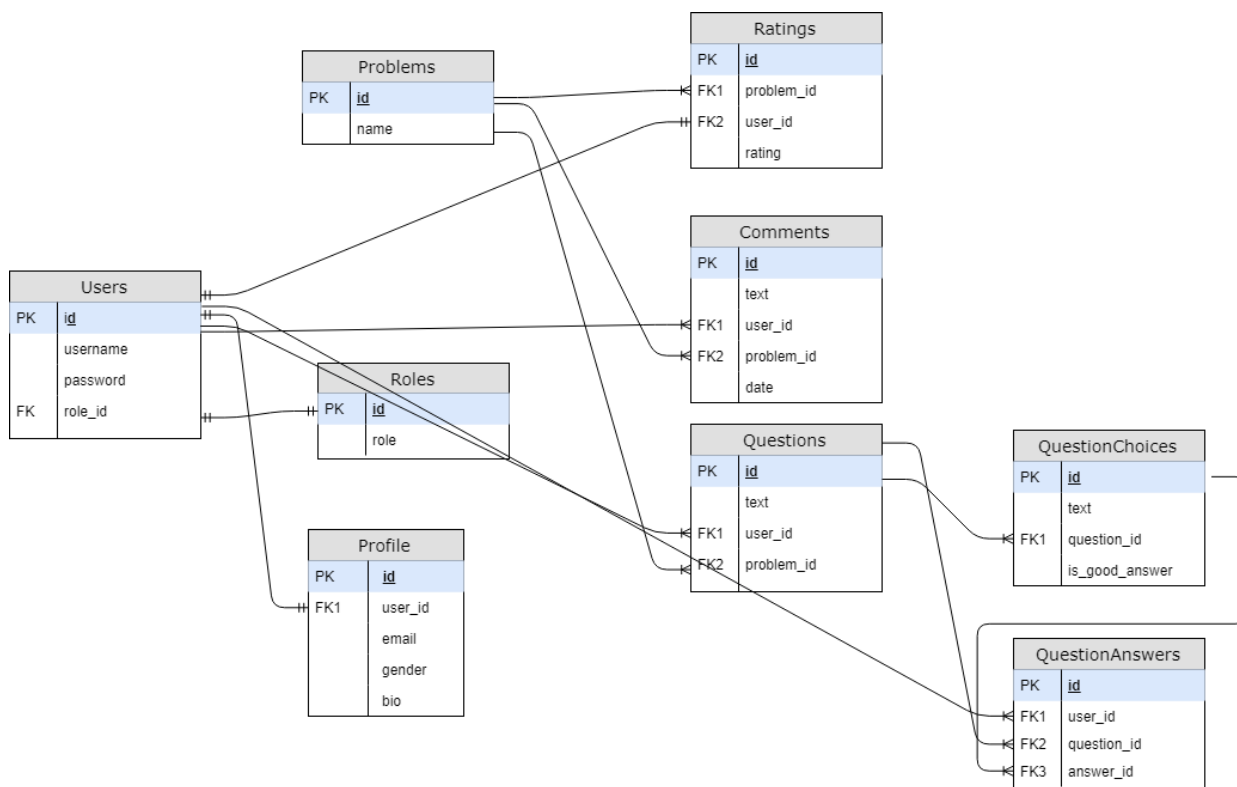 Ratings
PK id
FK1 problem_id
FK2 user_id
rating
Problems
PK id
name
Comments
PK id
text
FK1 user_id
FK2 problem_id
date
Users
PK id
username
password
FK role_id
Roles
PK id
role
Questions
PK id
text
FK1 user_id
FK2 problem_id
QuestionChoices
PK id
text
FK1 question_id
is_good_answer
Profile
PK id
FK1 user_id
email
gender
bio
QuestionAnswers
PK id
FK1 user_id
FK2 question_id
FK3 answer_id